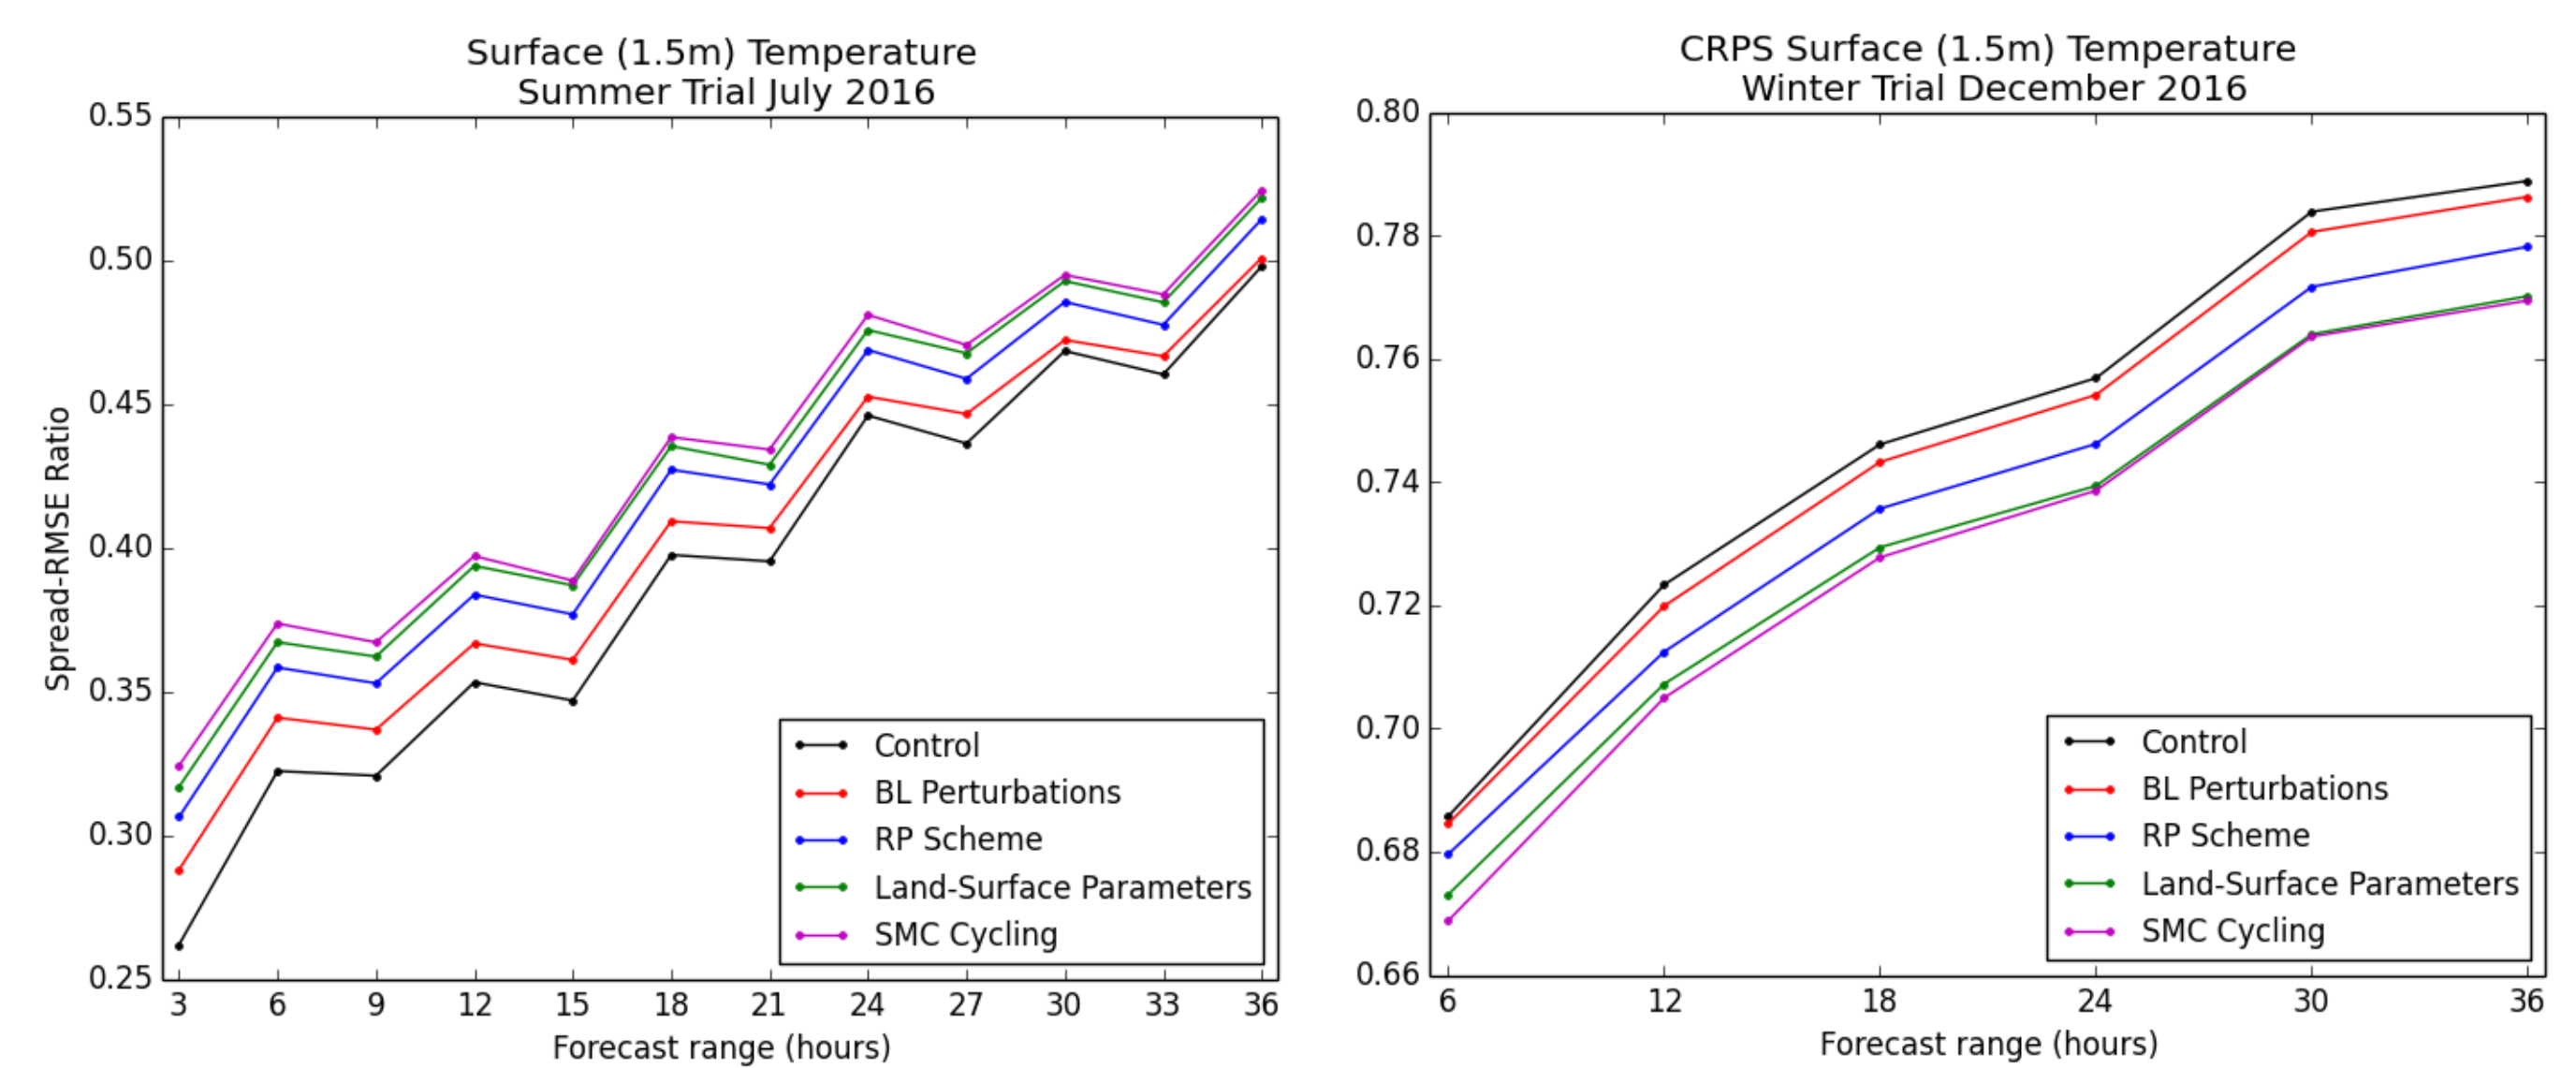 Surface (1.5m) Temperature
Summer Trial July 2016
0.55
0.50
0.45
0.40
0.35
0.30
0.25
Spread-RMSE Ratio
3 6 9 12 15 18 21 24 27 30 33 36
Forecast range (hours)
Control
BL Perturbations
RP Scheme
Land-Surface Parameters
SMC Cycling
CRPS Surface (1.5m) Temperature
Winter Trial December 2016
0.80
0.78
0.76
0.74
0.72
0.70
0.68
0.66
6 12 18 24 30 36
Forecast range (hours)
Control
BL Perturbations
RP Scheme
Land-Surface Parameters
SMC Cycling